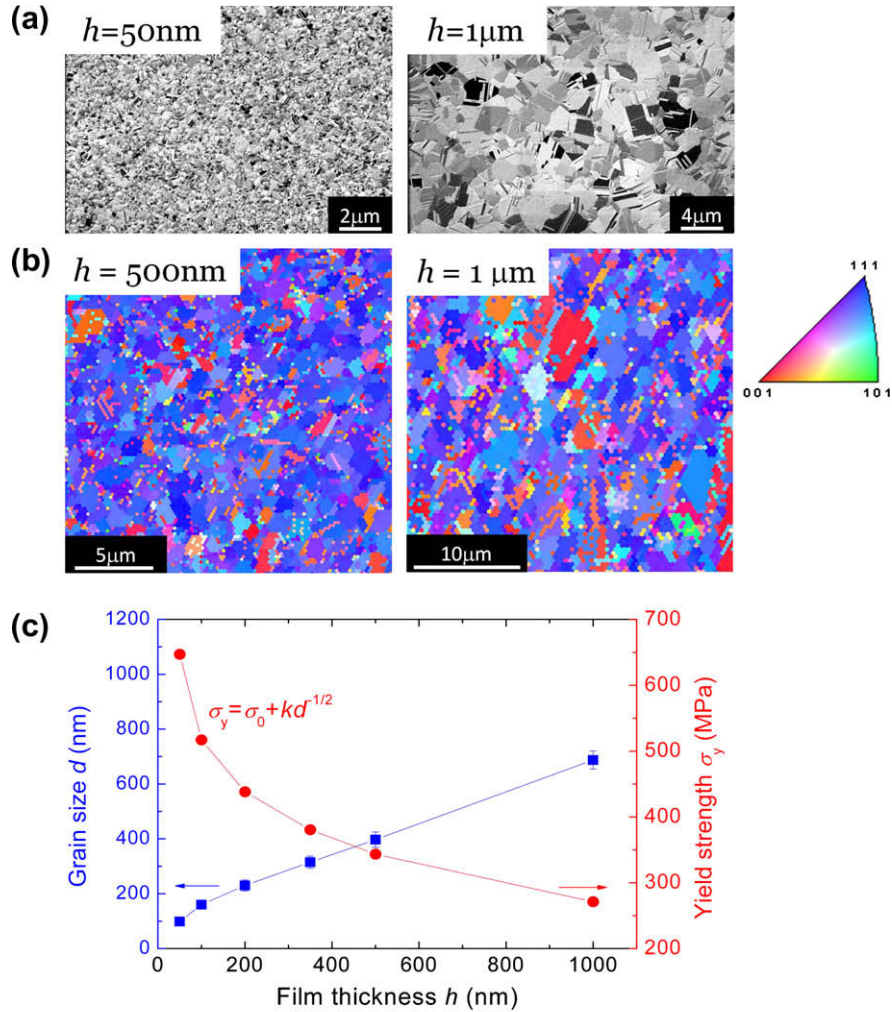 (a)
h=50nm
h=1μm
2μm
4μm
(b)
h = 500nm
h = 1 μm
111
001
101
5μm
10μm
(c)
1200
1000
800
600
400
200
0
Grain size d (nm)
σy=σ0+kd-1/2
700
600
500
400
300
200
Yield strength σy (MPa)
0
200
400
600
800
1000
Film thickness h (nm)